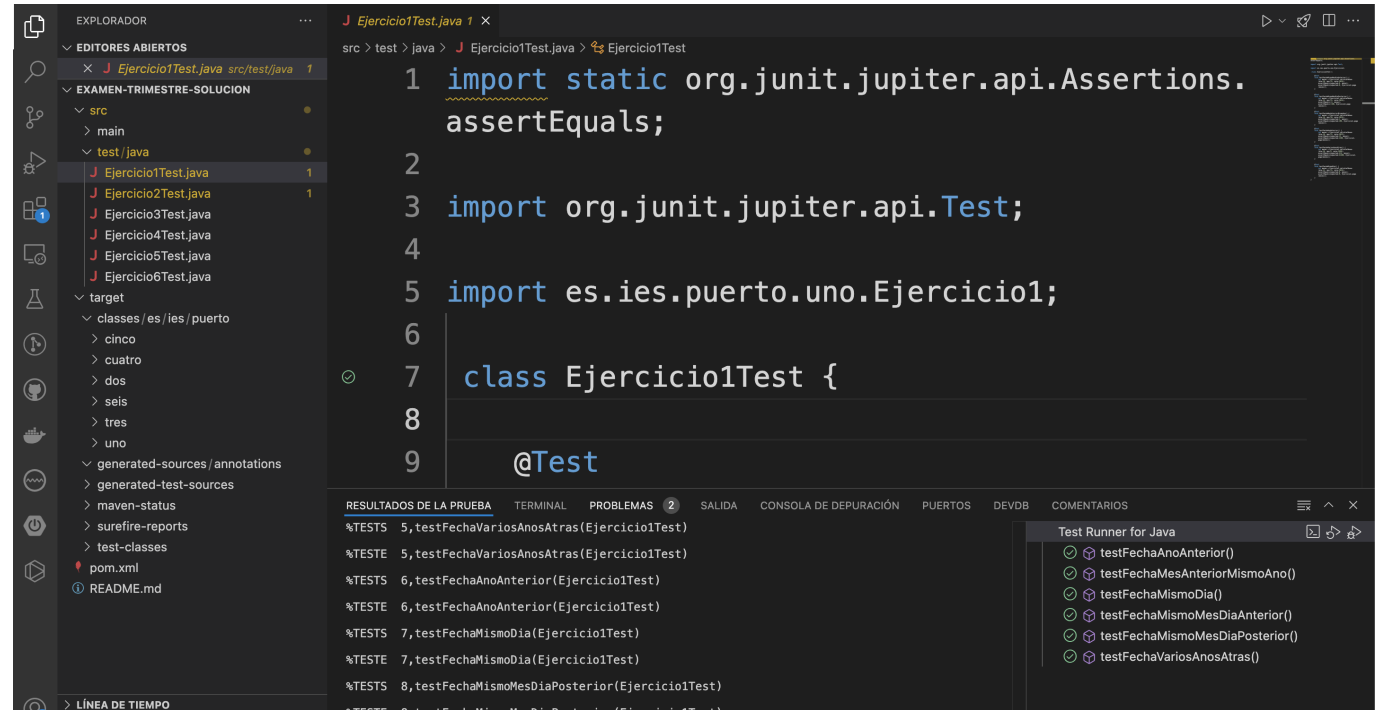 EXPLORADOR
EDITORES ABIERTOS
J Ejercicio1Test.java src/test/java 1
EXAMEN-TRIMESTRE-SOLUCION
src
main
test/java
J Ejercicio1Test.java 1
J Ejercicio2Test.java 1
J Ejercicio3Test.java
J Ejercicio4Test.java
J Ejercicio5Test.java
J Ejercicio6Test.java
target
classes/es/ies/puerto
cinco
cuatro
dos
seis
tres
uno
generated-sources/annotations
generated-test-sources
maven-status
surefire-reports
test-classes
pom.xml
README.md
LÍNEA DE TIEMPO
1
J Ejercicio1Test.java 1
src > test > java > J Ejercicio1Test.java > Ejercicio1Test
1 import static org.junit.jupiter.api.Assertions.
assertEquals;
2
3 import org.junit.jupiter.api.Test;
4
5 import es.ies.puerto.uno.Ejercicio1;
6
7 class Ejercicio1Test {
8
9 @Test
RESULTADOS DE LA PRUEBA TERMINAL PROBLEMAS 2 SALIDA CONSOLA DE DEPURACIÓN PUERTOS DEVDB COMENTARIOS
%TESTS 5,testFechaVariosAnosAtras(Ejercicio1Test)
%TESTE 5,testFechaVariosAnosAtras(Ejercicio1Test)
%TESTS 6,testFechaAnoAnterior(Ejercicio1Test)
%TESTE 6,testFechaAnoAnterior(Ejercicio1Test)
%TESTS 7,testFechaMismoDia(Ejercicio1Test)
%TESTE 7,testFechaMismoDia(Ejercicio1Test)
%TESTS 8,testFechaMismoMesDiaPosterior(Ejercicio1Test)
Test Runner for Java
testFechaAnoAnterior()
testFechaMesAnteriorMismoAno()
testFechaMismoDia()
testFechaMismoMesDiaAnterior()
testFechaMismoMesDiaPosterior()
testFechaVariosAnosAtras()